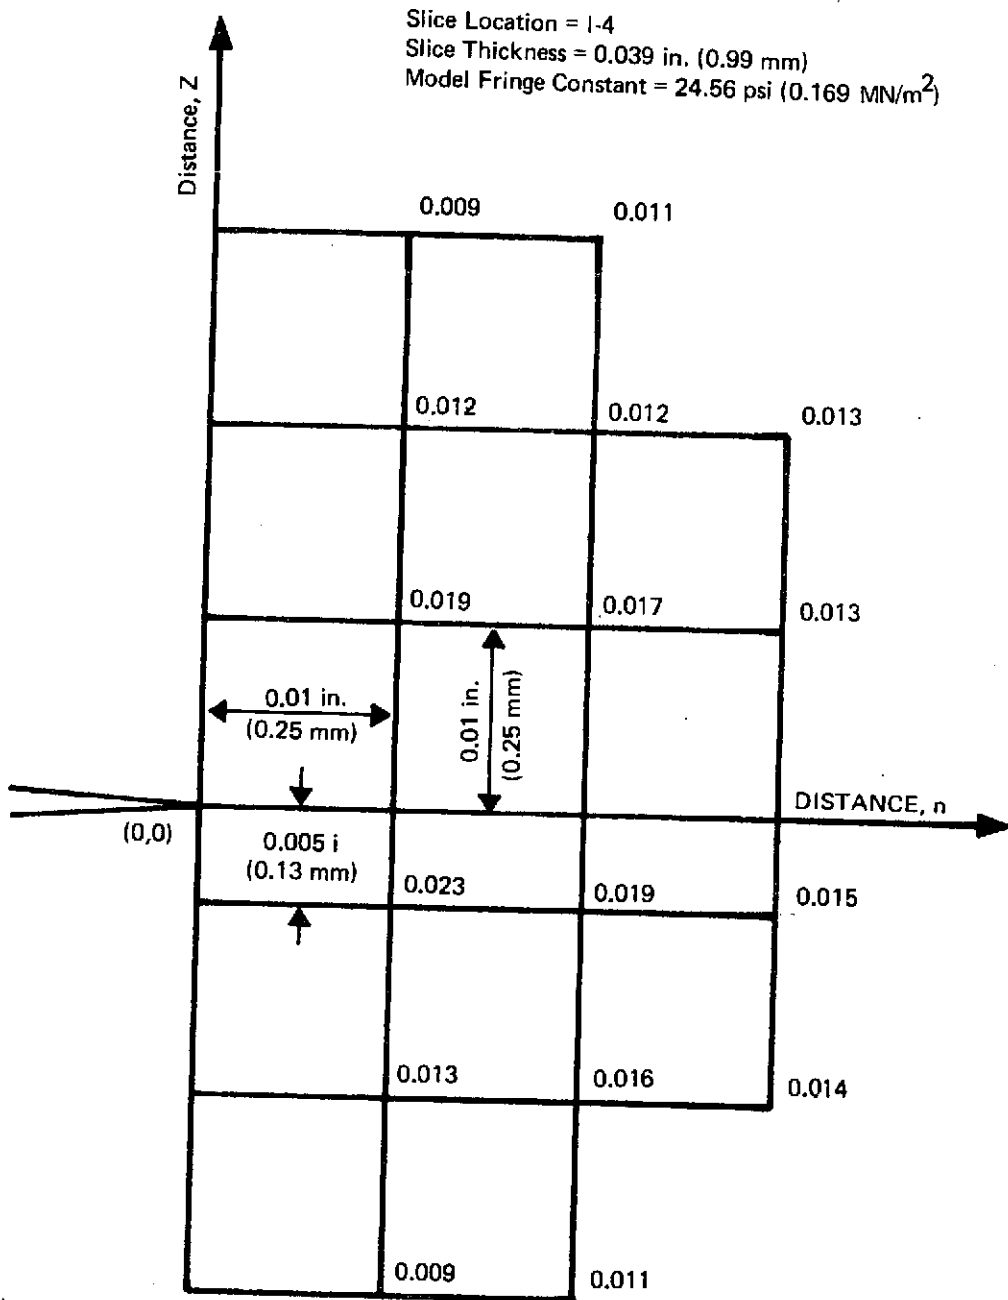 Slice Location = I-4
Slice Thickness = 0.039 in. (0.99 mm)
Model Fringe Constant = 24.56 psi (0.169 MN/m²)
Distance, Z
0.009
0.011
0.012
0.012
0.013
0.019
0.017
0.013
0.01 in.
(0.25 mm)
0.01 in.
(0.25 mm)
DISTANCE, n
(0,0)
0.005 i
(0.13 mm)
0.023
0.019
0.015
0.013
0.016
0.014
0.009
0.011